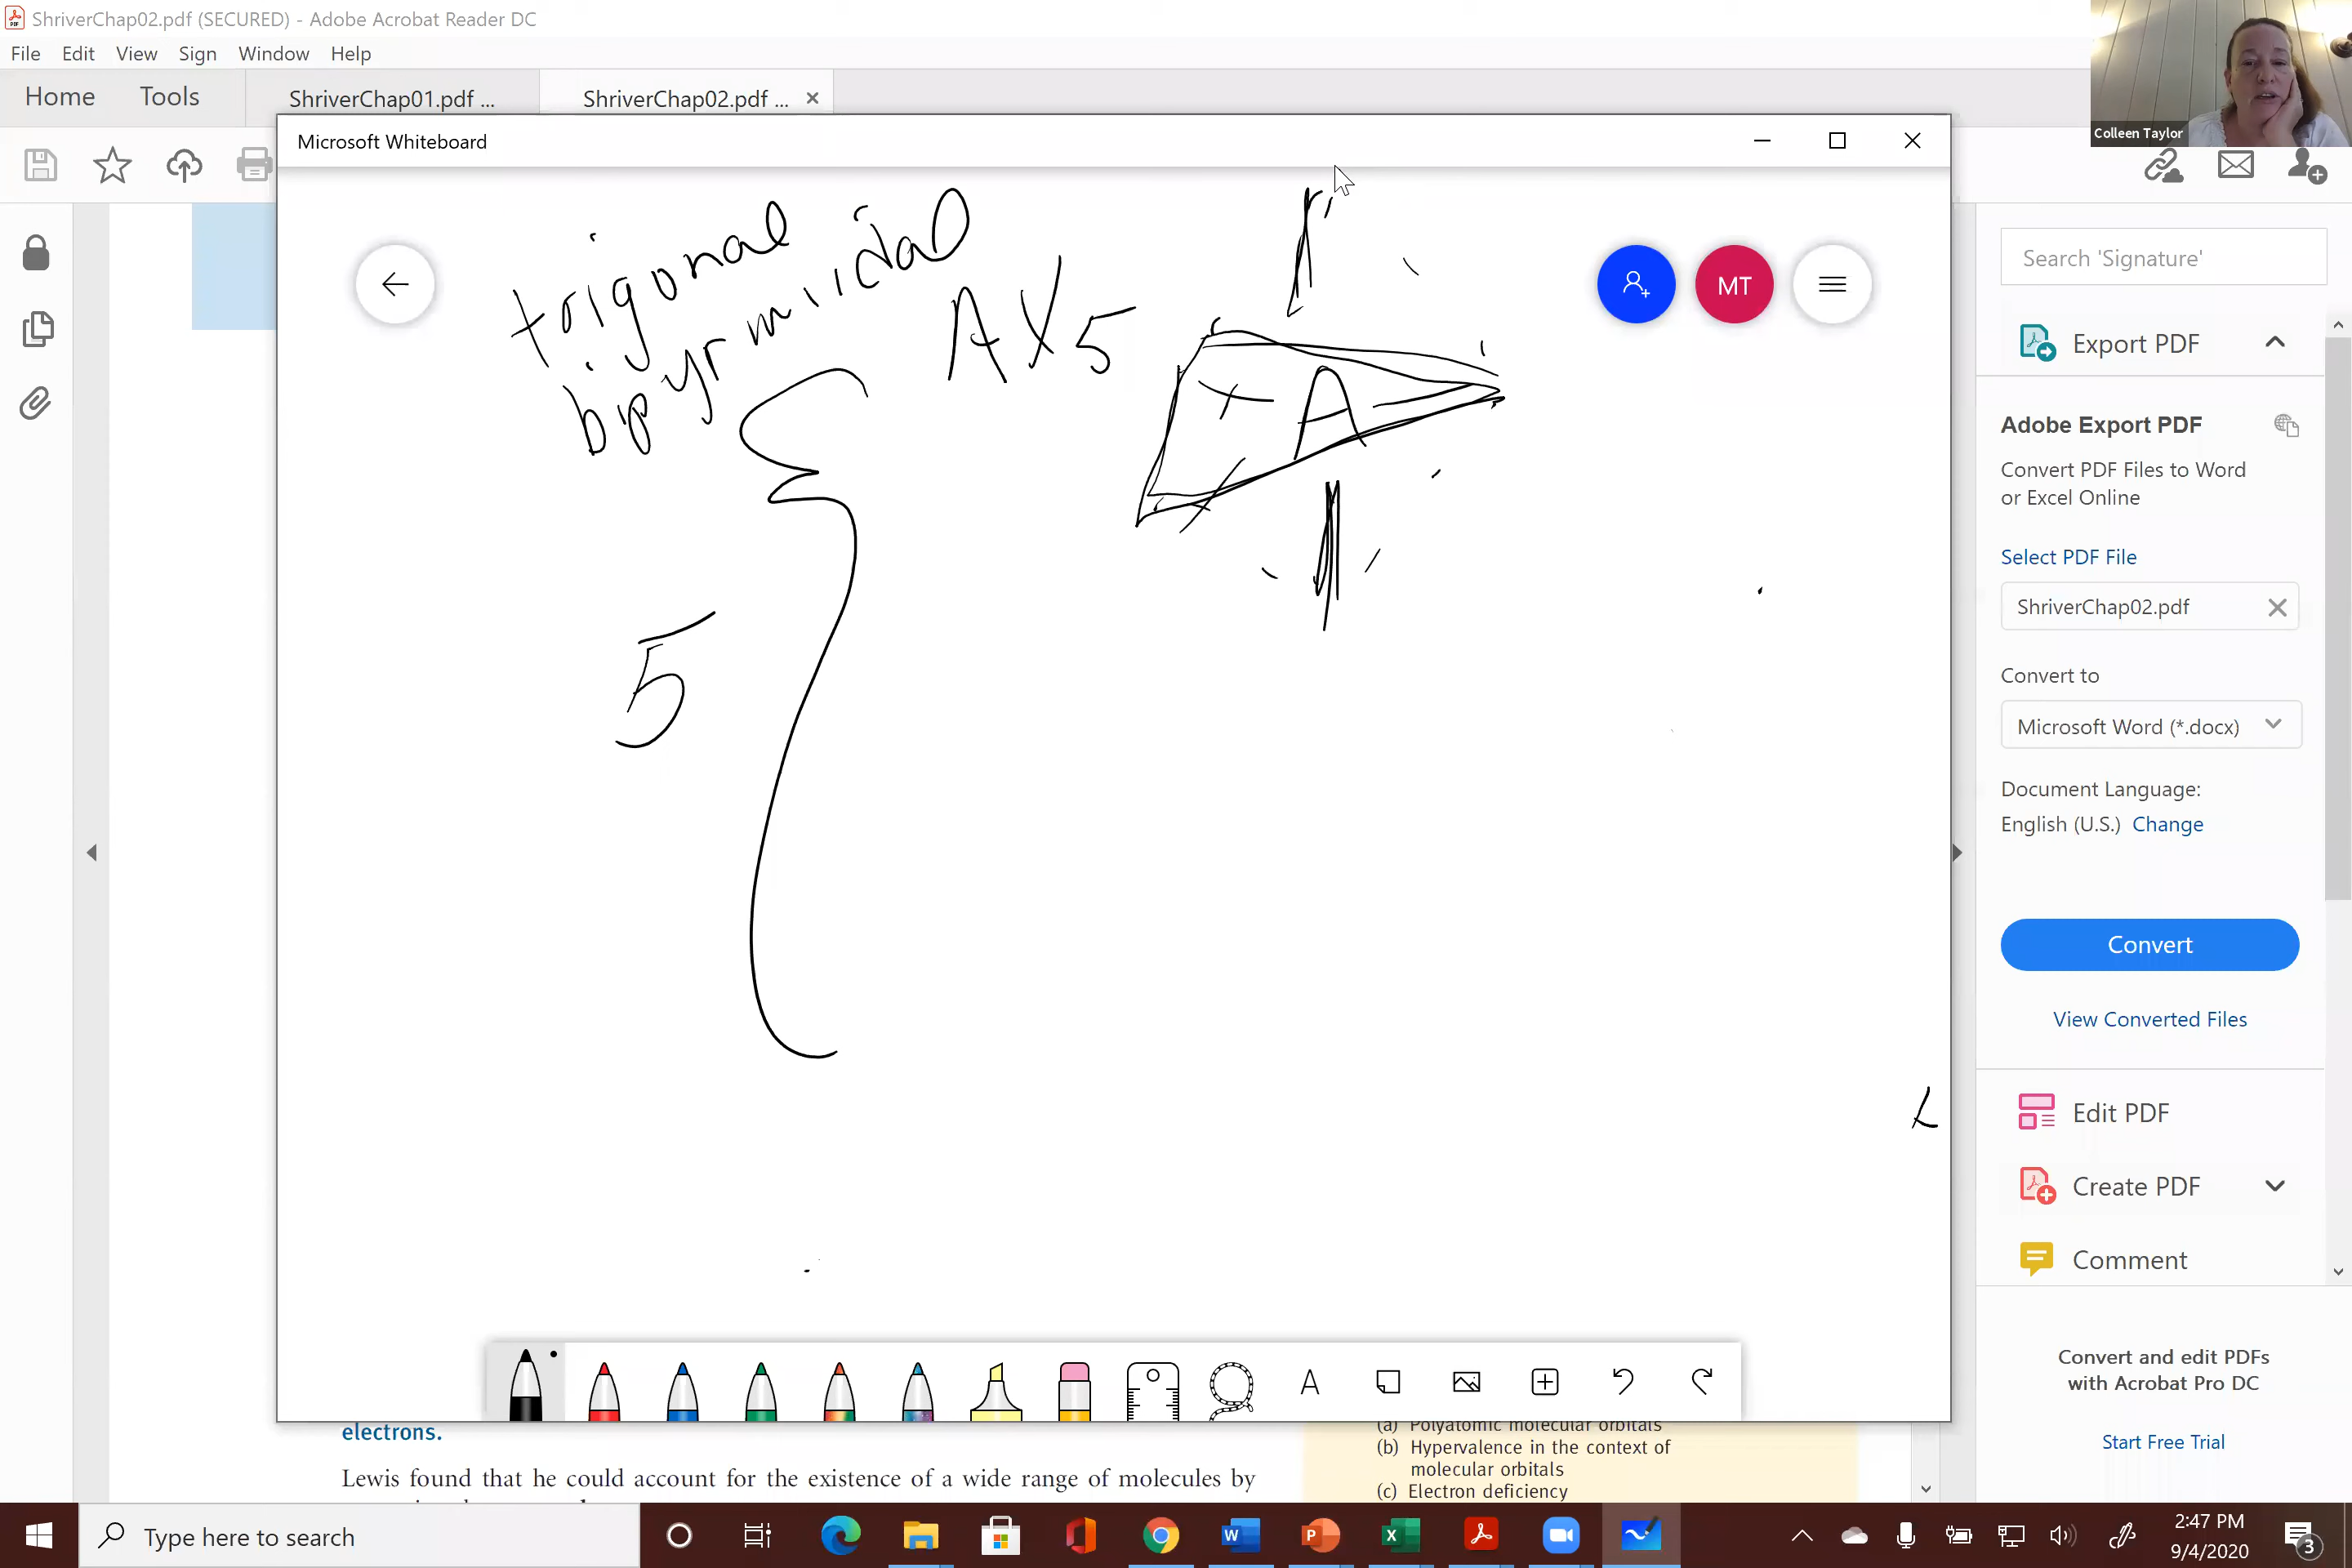 ShriverChap02.pdf (SECURED) - Adobe Acrobat Reader DC
File Edit View Sign Window Help
Home Tools ShriverChap01.pdf ... ShriverChap02.pdf ...
Colleen Taylor
Microsoft Whiteboard
trigonal
bipyrmidal
AX5
A
5
MT
Search 'Signature'
Export PDF
Adobe Export PDF
Convert PDF Files to Word
or Excel Online
Select PDF File
ShriverChap02.pdf
Convert to
Microsoft Word (*.docx)
Document Language:
English (U.S.) Change
Convert
View Converted Files
Edit PDF
Create PDF
Comment
Convert and edit PDFs
with Acrobat Pro DC
Start Free Trial
electrons.
Lewis found that he could account for the existence of a wide range of molecules by
(a) Polyatomic molecular orbitals
(b) Hypervalence in the context of
molecular orbitals
(c) Electron deficiency
Type here to search
2:47 PM
9/4/2020
3